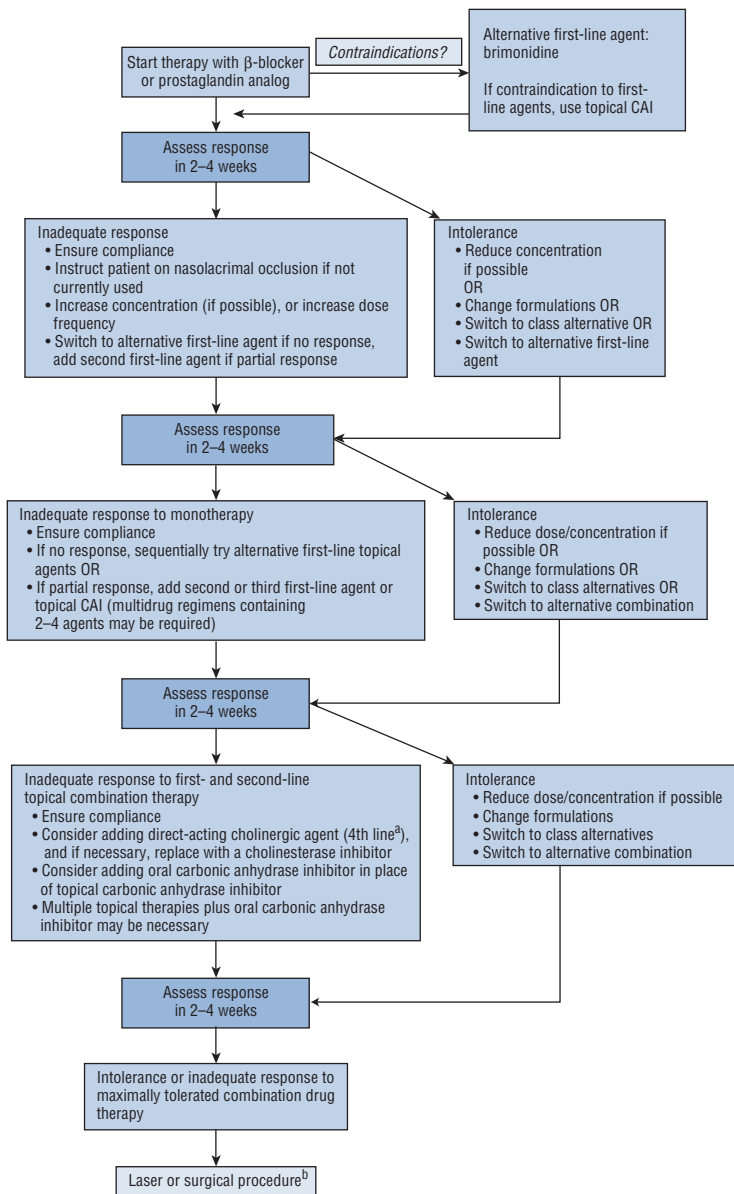 Start therapy with β-blocker
or prostaglandin analog
Contraindications?
Alternative first-line agent:
brimonidine
If contraindication to first-
line agents, use topical CAI
Assess response
in 2–4 weeks
Inadequate response
• Ensure compliance
• Instruct patient on nasolacrimal occlusion if not
currently used
• Increase concentration (if possible), or increase dose
frequency
• Switch to alternative first-line agent if no response,
add second first-line agent if partial response
Intolerance
• Reduce concentration
if possible
OR
• Change formulations OR
• Switch to class alternative OR
• Switch to alternative first-line
agent
Assess response
in 2–4 weeks
Inadequate response to monotherapy
• Ensure compliance
• If no response, sequentially try alternative first-line topical
agents OR
• If partial response, add second or third first-line agent or
topical CAI (multidrug regimens containing
2–4 agents may be required)
Intolerance
• Reduce dose/concentration if
possible OR
• Change formulations OR
• Switch to class alternatives OR
• Switch to alternative combination
Assess response
in 2–4 weeks
Inadequate response to first- and second-line
topical combination therapy
• Ensure compliance
• Consider adding direct-acting cholinergic agent (4th line^a),
and if necessary, replace with a cholinesterase inhibitor
• Consider adding oral carbonic anhydrase inhibitor in place
of topical carbonic anhydrase inhibitor
• Multiple topical therapies plus oral carbonic anhydrase
inhibitor may be necessary
Intolerance
• Reduce dose/concentration if possible
• Change formulations
• Switch to class alternatives
• Switch to alternative combination
Assess response
in 2–4 weeks
Intolerance or inadequate response to
maximally tolerated combination drug
therapy
Laser or surgical procedure^b